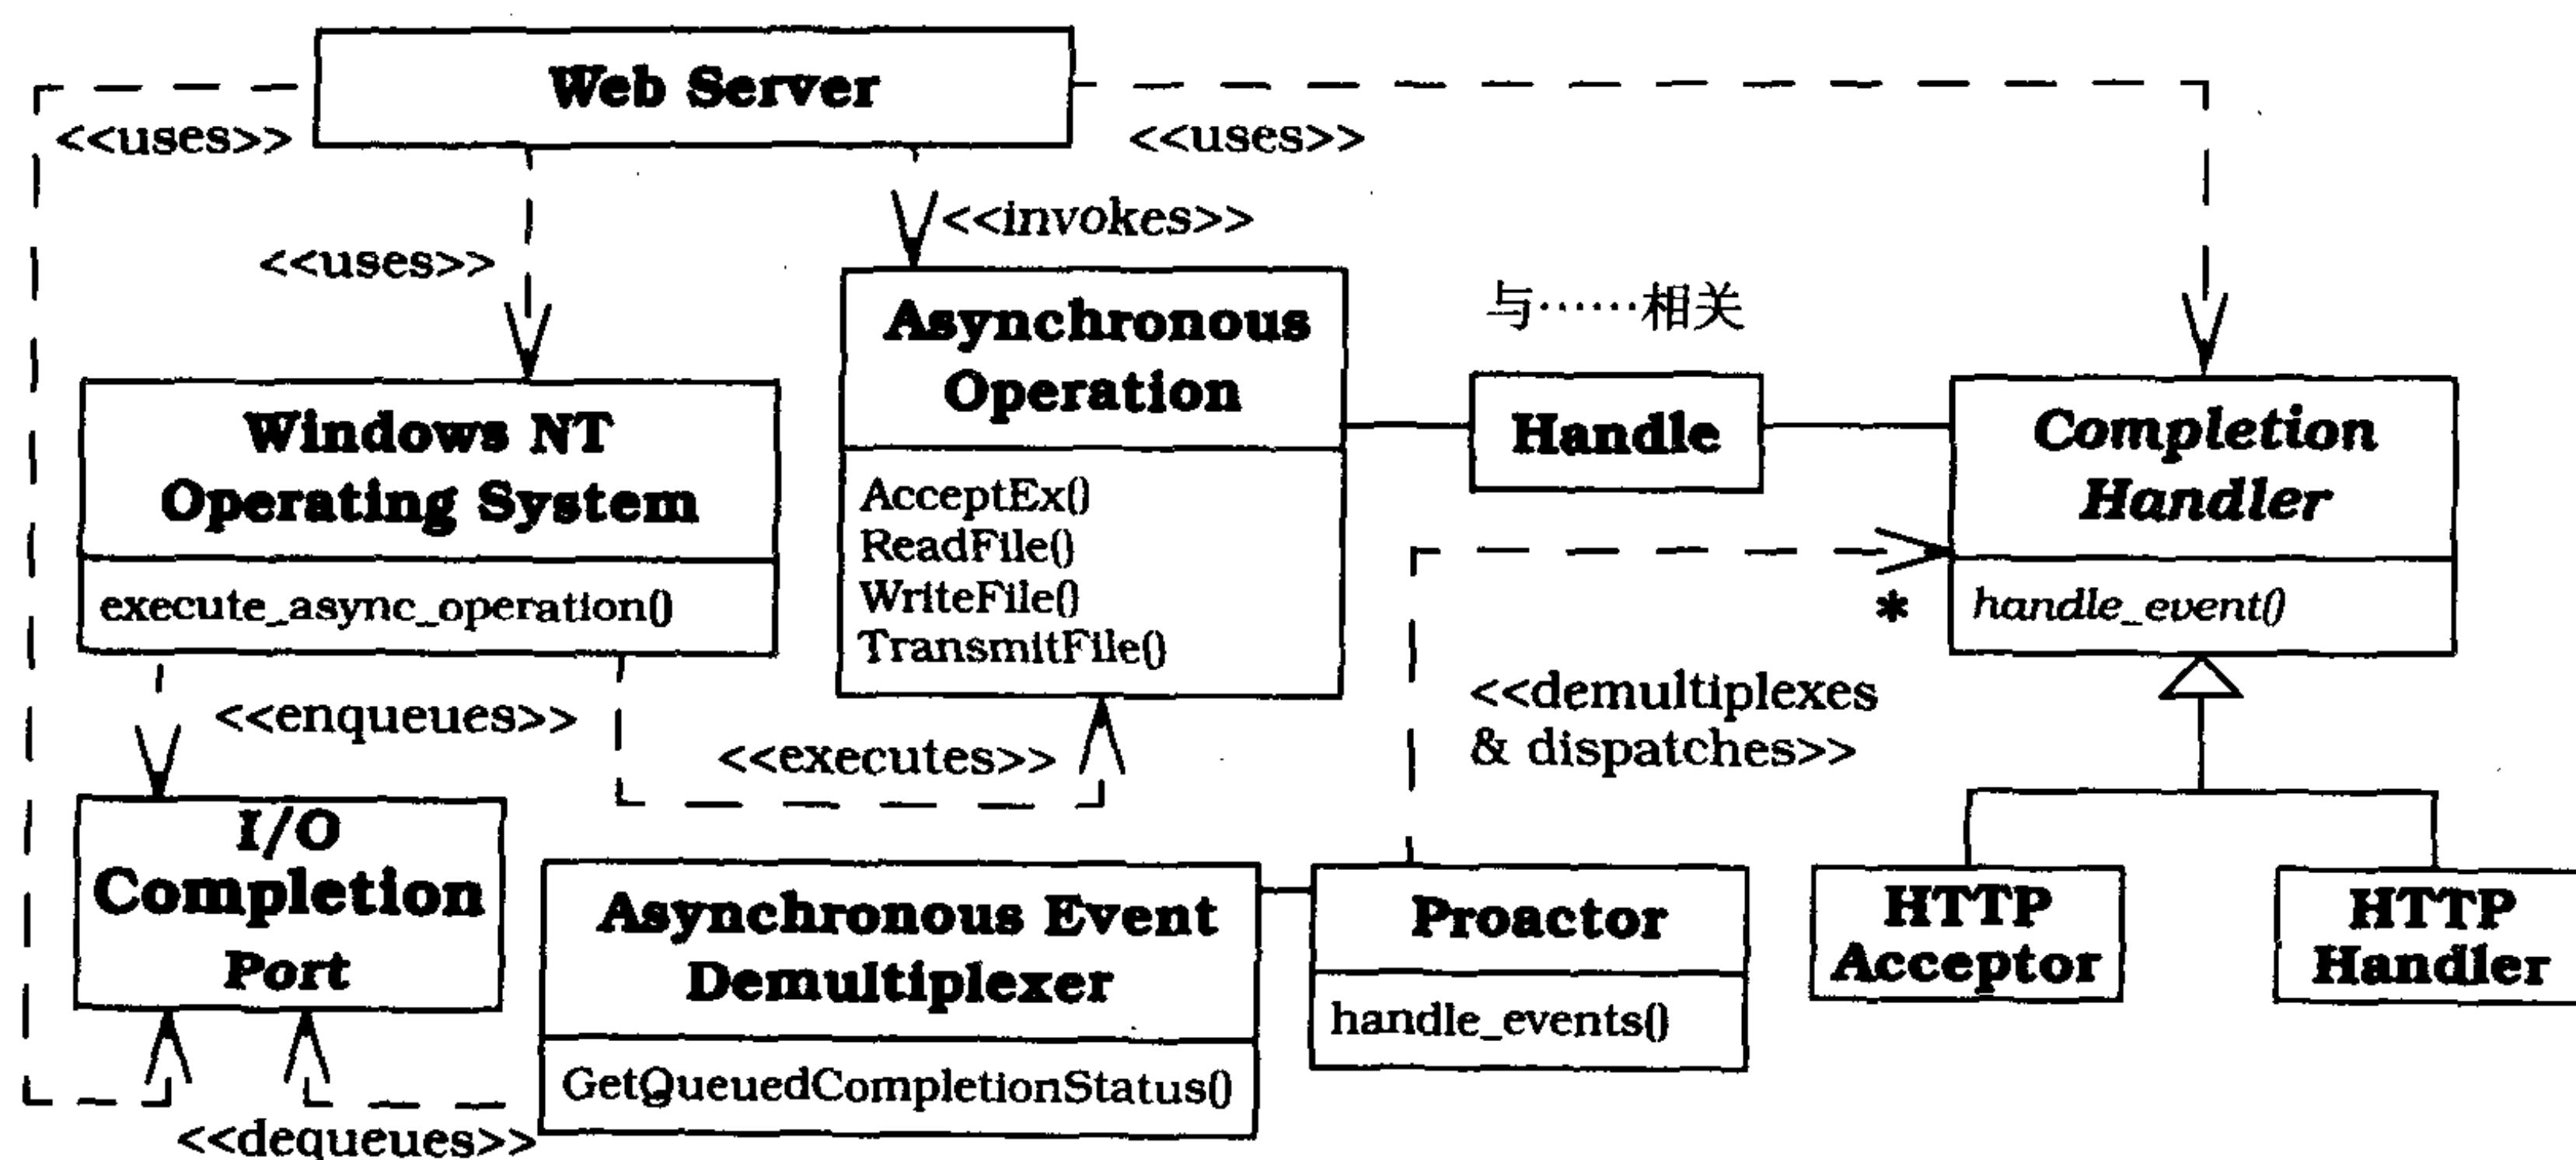 Web Server
<<uses>>
<<uses>>
<<uses>>
<<invokes>>
Asynchronous
Operation
AcceptEx()
ReadFile()
WriteFile()
TransmitFile()
与……相关
Handle
Completion
Handler
handle_event()
*
Windows NT
Operating System
execute_async_operation()
<<enqueues>>
<<executes>>
<<demultiplexes
& dispatches>>
I/O
Completion
Port
Asynchronous Event
Demultiplexer
GetQueuedCompletionStatus()
Proactor
handle_events()
HTTP
Acceptor
HTTP
Handler
<<dequeues>>